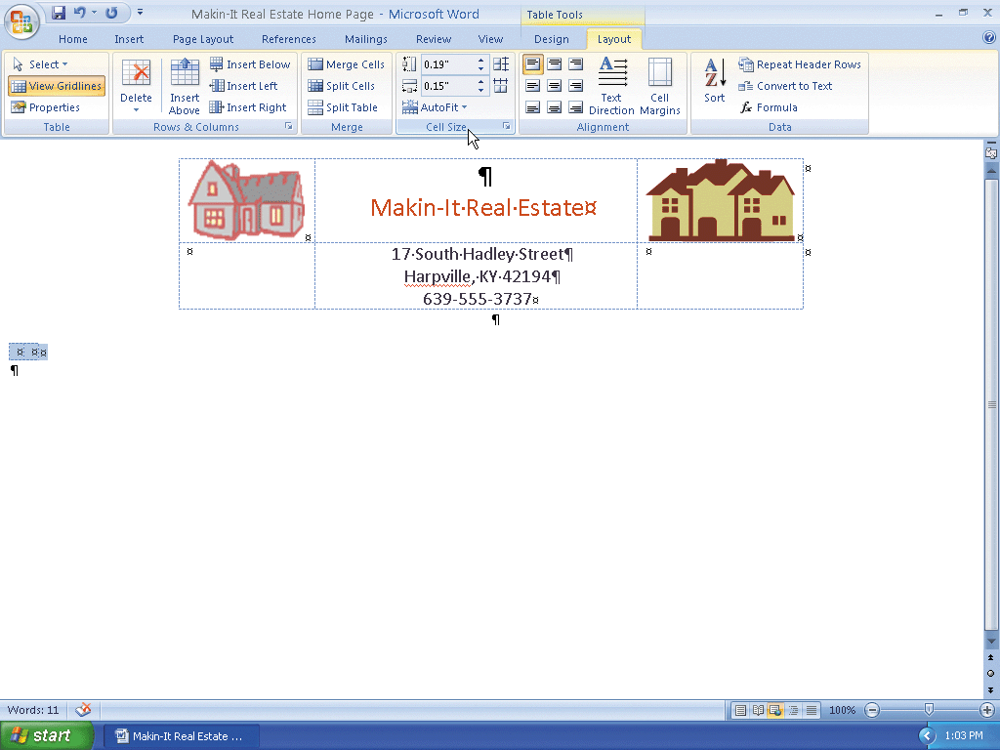 Makin-It Real Estate Home Page - Microsoft Word
Table Tools
Home Insert Page Layout References Mailings Review View Design Layout
Select
View Gridlines
Properties
Table
Delete
Insert Above
Insert Below
Insert Left
Insert Right
Rows & Columns
Merge Cells
Split Cells
Split Table
Merge
0.19"
0.15"
AutoFit
Cell Size
Text Direction
Cell Margins
Alignment
Sort
Repeat Header Rows
Convert to Text
Formula
Data
¶
Makin-It·Real·Estate¤
17·South·Hadley·Street¶
Harpville,·KY·42194¶
639-555-3737¤
¶
¤ ¤ ¤
¶
Words: 11
100%
start
Makin-It Real Estate ...
1:03 PM